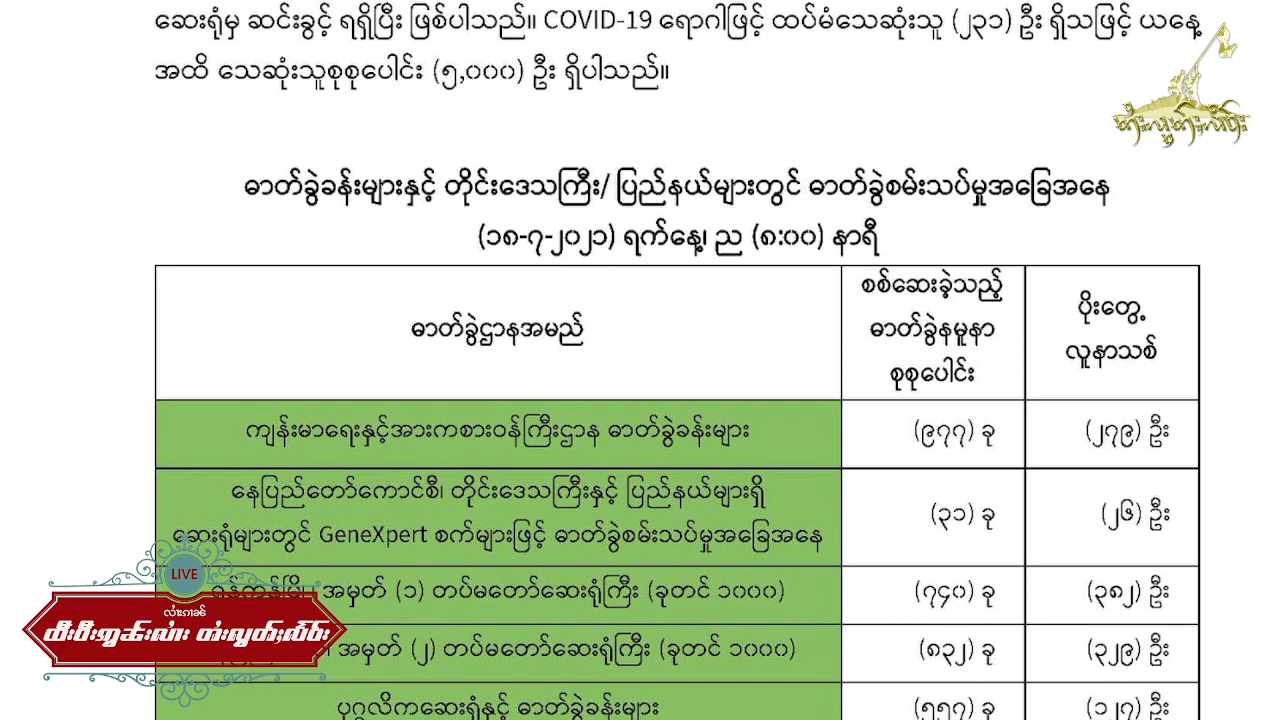 ဆေးရုံမှ ဆင်းခွင့် ရရှိပြီး ဖြစ်ပါသည်။ COVID-19 ရောဂါဖြင့် ထပ်မံသေဆုံးသူ (၂၃၁) ဦး ရှိသဖြင့် ယနေ့
အထိ သေဆုံးသူစုစုပေါင်း (၅,၀၀၀) ဦး ရှိပါသည်။
ဓာတ်ခွဲခန်းများနှင့် တိုင်းဒေသကြီး/ ပြည်နယ်များတွင် ဓာတ်ခွဲစမ်းသပ်မှုအခြေအနေ
(၁၈-၇-၂၀၂၁) ရက်နေ့၊ ည (၈:၀၀) နာရီ
ဓာတ်ခွဲဌာနအမည်
စစ်ဆေးခဲ့သည့်
ဓာတ်ခွဲနမူနာ
စုစုပေါင်း
ပိုးတွေ့
လူနာသစ်
ကျန်းမာရေးနှင့်အားကစားဝန်ကြီးဌာန ဓာတ်ခွဲခန်းများ (၉၇၇) ခု (၂၇၉) ဦး
နေပြည်တော်ကောင်စီ၊ တိုင်းဒေသကြီးနှင့် ပြည်နယ်များရှိ
ဆေးရုံများတွင် GeneXpert စက်များဖြင့် ဓာတ်ခွဲစမ်းသပ်မှုအခြေအနေ (၃၁) ခု (၂၆) ဦး
အမှတ် (၁) တပ်မတော်ဆေးရုံကြီး (ခုတင် ၁၀၀၀) (၇၄၀) ခု (၃၈၂) ဦး
အမှတ် (၂) တပ်မတော်ဆေးရုံကြီး (ခုတင် ၁၀၀၀) (၈၃၂) ခု (၃၂၉) ဦး
ပုဂ္ဂလိကဆေးရုံနှင့် ဓာတ်ခွဲခန်းများ (၅၅၇) ခု (၁၂၇) ဦး
LIVE